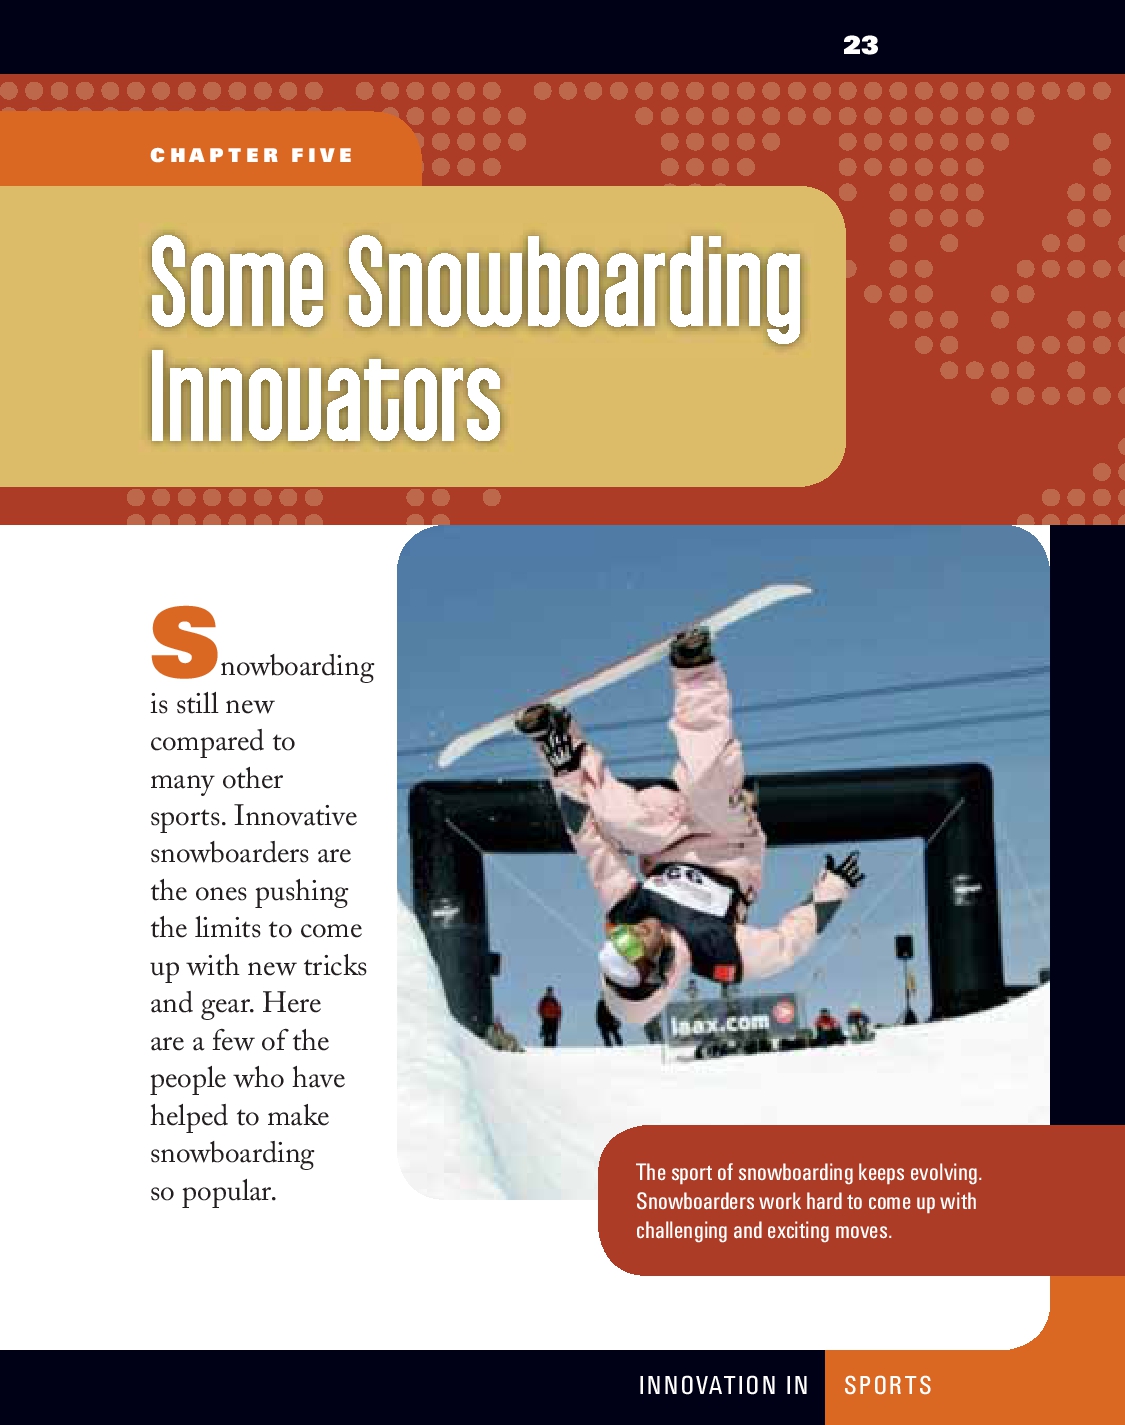 23
CHAPTER FIVE
Some Snowboarding
Innovators
Snowboarding
is still new
compared to
many other
sports. Innovative
snowboarders are
the ones pushing
the limits to come
up with new tricks
and gear. Here
are a few of the
people who have
helped to make
snowboarding
so popular.
laax.com
The sport of snowboarding keeps evolving.
Snowboarders work hard to come up with
challenging and exciting moves.
INNOVATION IN SPORTS